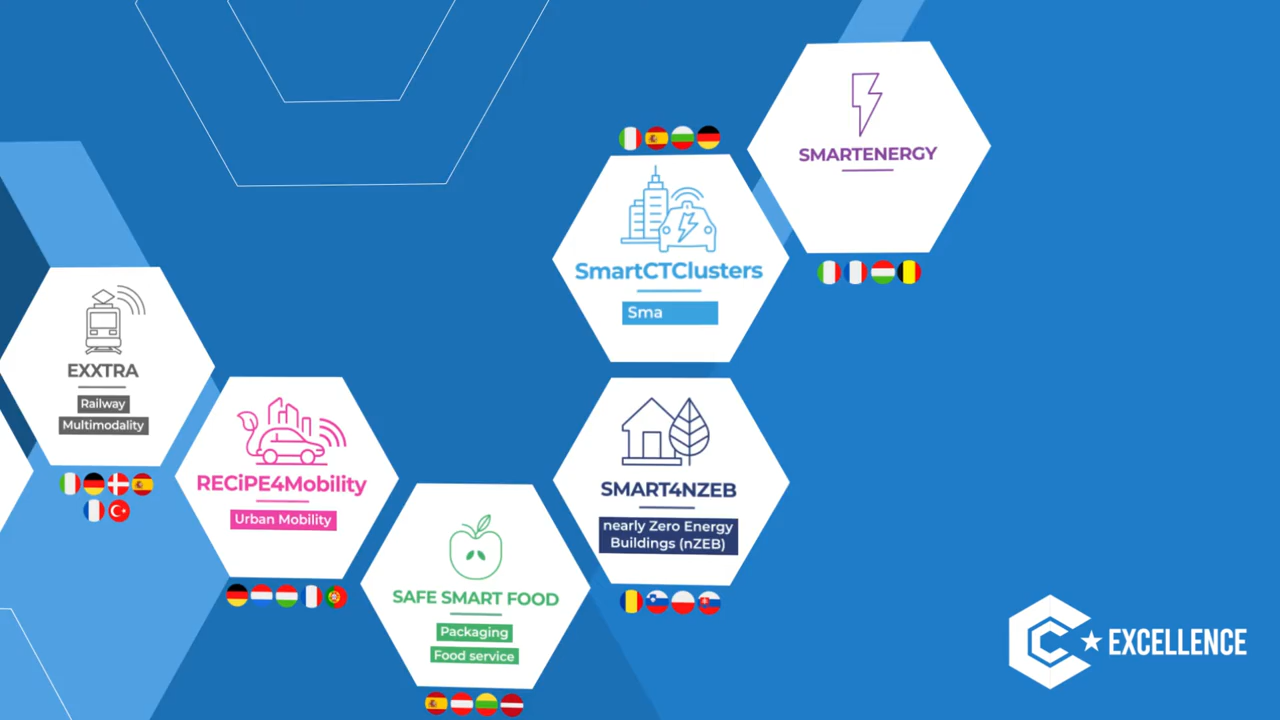 SMARTENERGY
SmartCTClusters
Sma
EXXTRA
Railway
Multimodality
RECiPE4Mobility
Urban Mobility
SMART4NZEB
nearly Zero Energy
Buildings (nZEB)
SAFE SMART FOOD
Packaging
Food service
EXCELLENCE